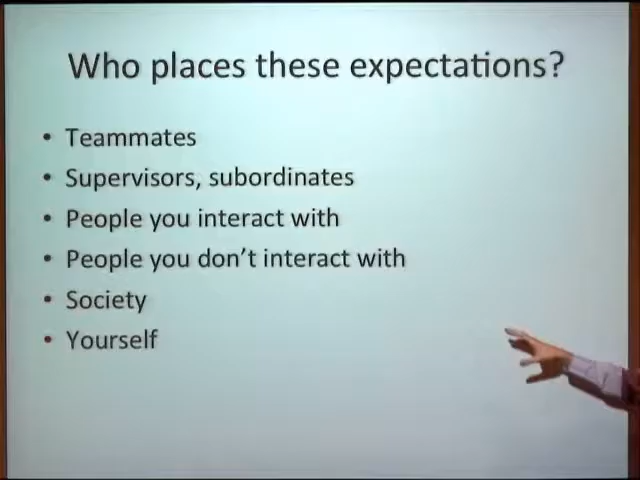 Who places these expectations?
• Teammates
• Supervisors, subordinates
• People you interact with
• People you don't interact with
• Society
• Yourself